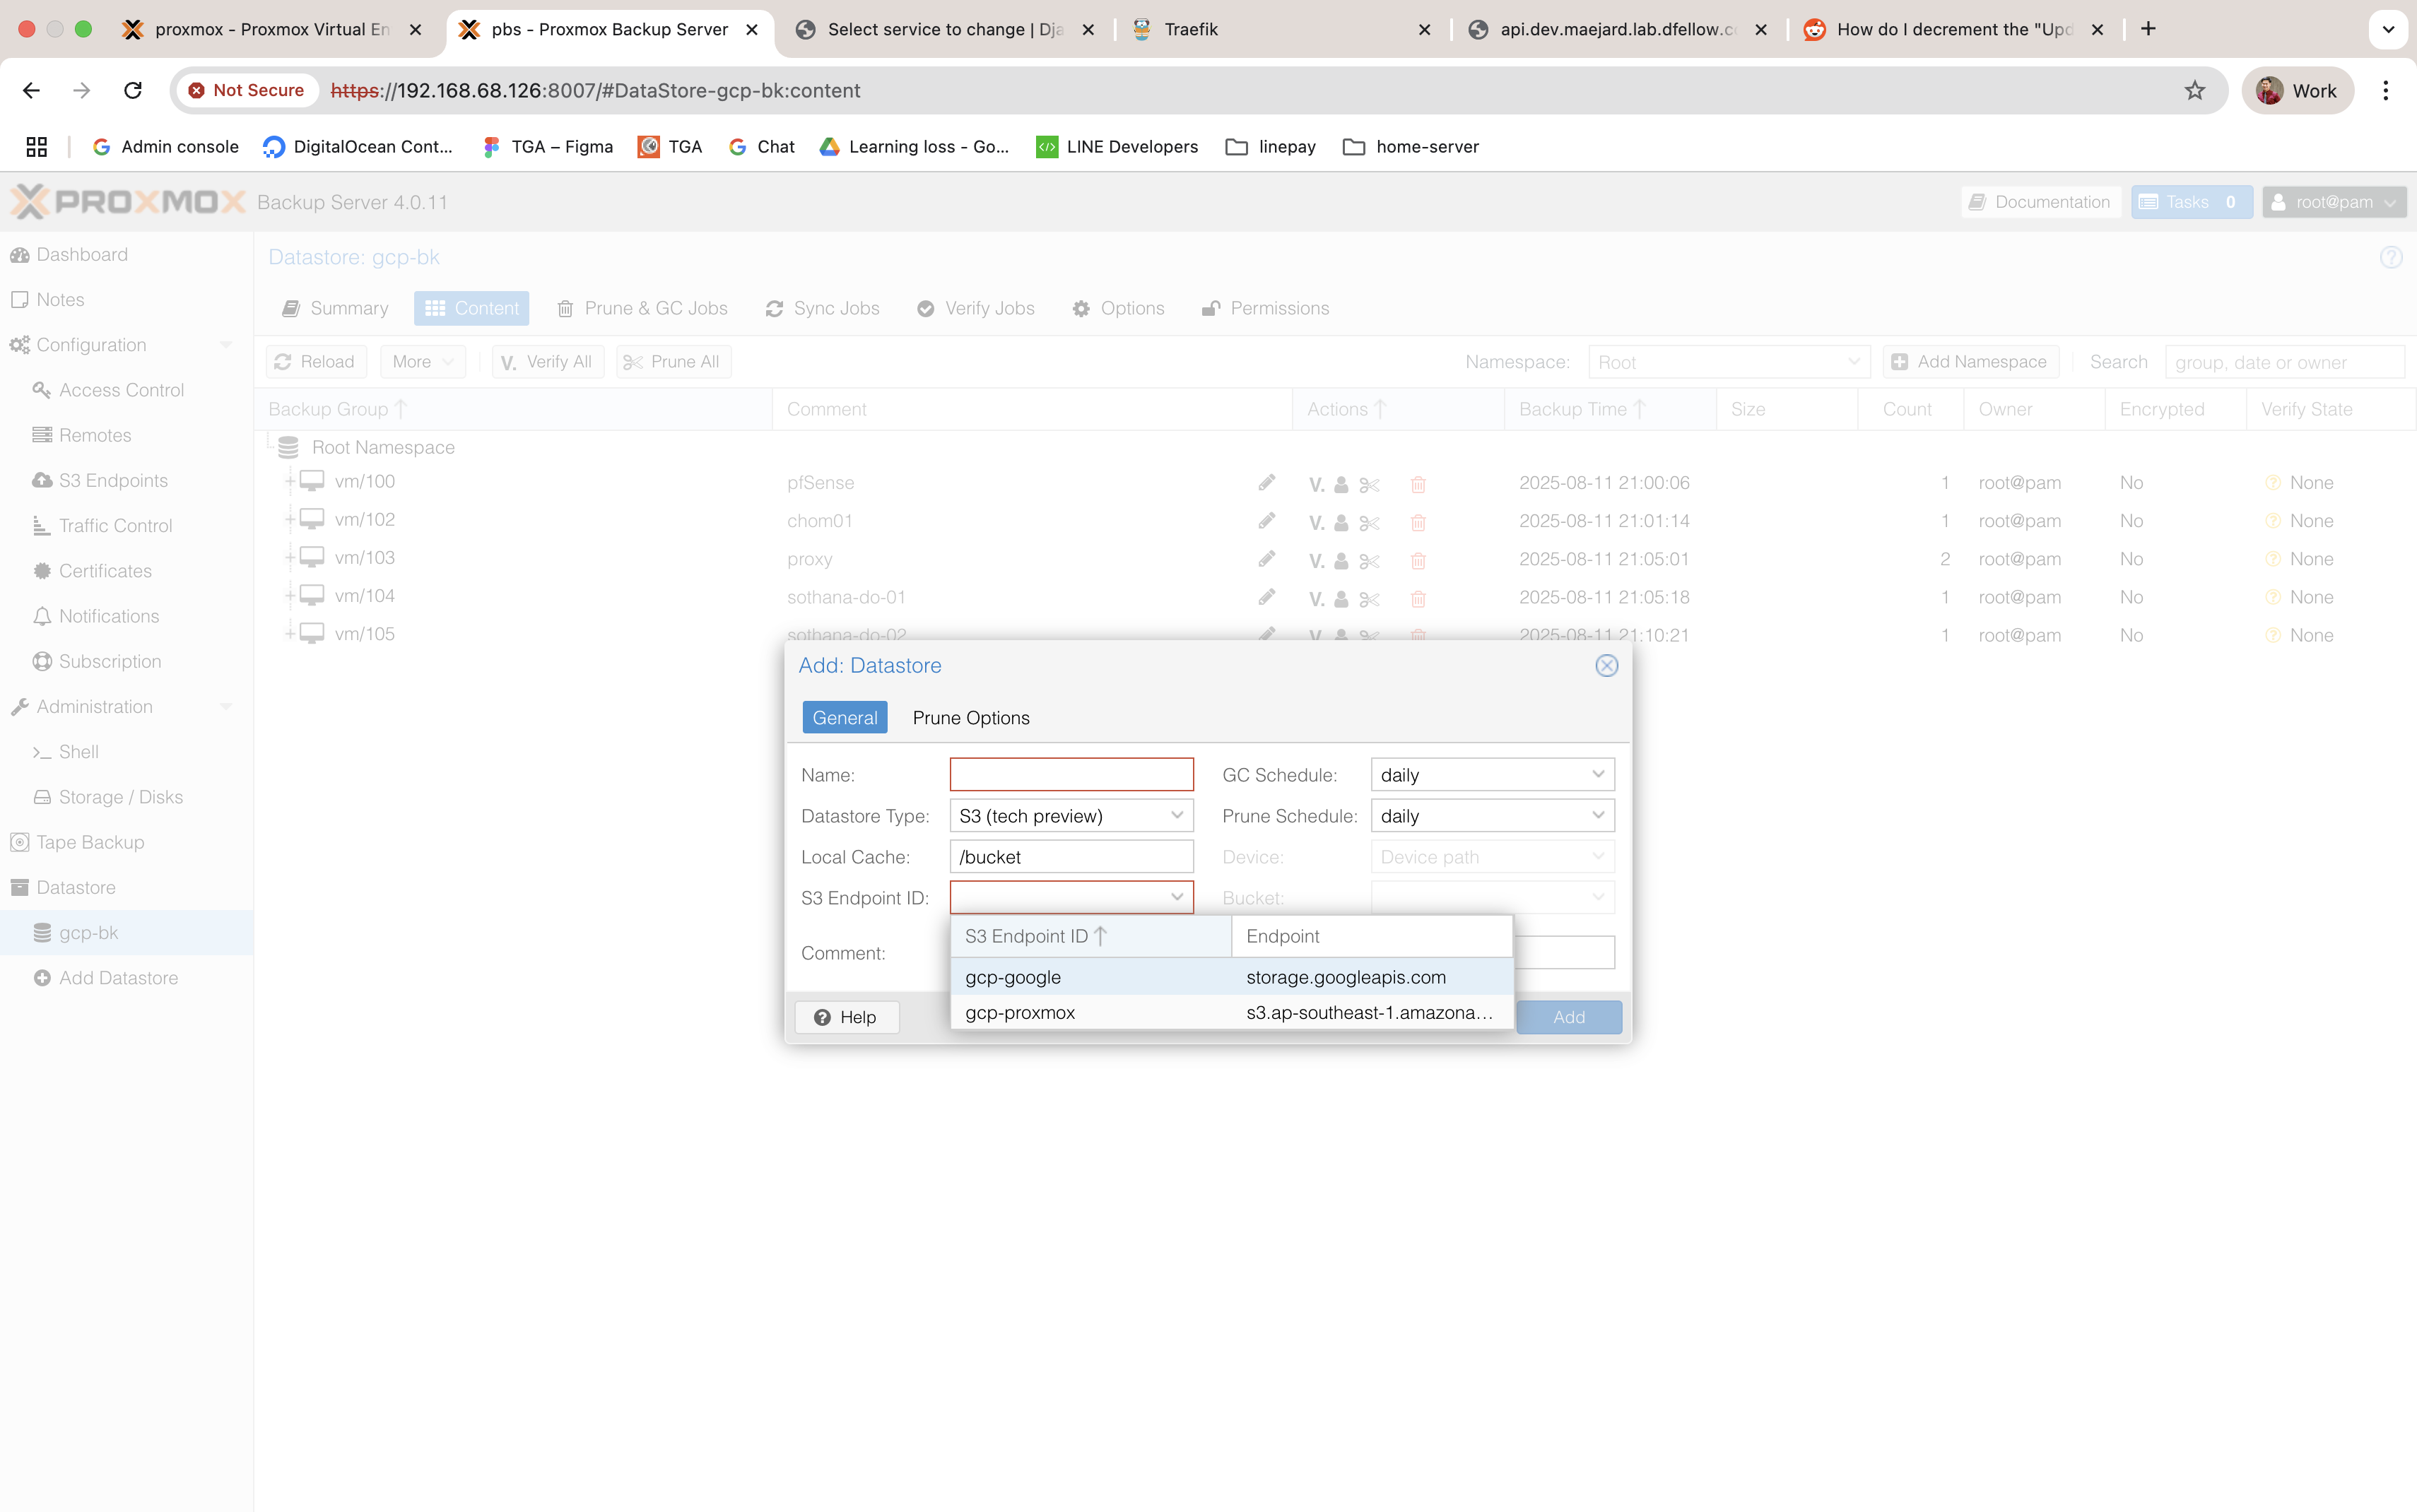 proxmox - Proxmox Virtual En
pbs - Proxmox Backup Server
Select service to change | Dja
Traefik
api.dev.maejard.lab.dfellow.c
How do I decrement the "Upd
Not Secure
https://192.168.68.126:8007/#DataStore-gcp-bk:content
Work
Admin console
DigitalOcean Cont...
TGA – Figma
TGA
Chat
Learning loss - Go...
LINE Developers
linepay
home-server
PROXMOX Backup Server 4.0.11
Documentation
Tasks 0
root@pam
Dashboard
Notes
Configuration
Access Control
Remotes
S3 Endpoints
Traffic Control
Certificates
Notifications
Subscription
Administration
Shell
Storage / Disks
Tape Backup
Datastore
gcp-bk
Add Datastore
Datastore: gcp-bk
Summary
Content
Prune & GC Jobs
Sync Jobs
Verify Jobs
Options
Permissions
Reload
More
V. Verify All
Prune All
Namespace: Root
Add Namespace
Search group, date or owner
Backup Group Comment Actions Backup Time Size Count Owner Encrypted Verify State
Root Namespace
vm/100 pfSense V. 2025-08-11 21:00:06 1 root@pam No None
vm/102 chom01 V. 2025-08-11 21:01:14 1 root@pam No None
vm/103 proxy V. 2025-08-11 21:05:01 2 root@pam No None
vm/104 sothana-do-01 V. 2025-08-11 21:05:18 1 root@pam No None
vm/105 sothana-do-02 V. 2025-08-11 21:10:21 1 root@pam No None
Add: Datastore
General
Prune Options
Name:
GC Schedule: daily
Datastore Type: S3 (tech preview)
Prune Schedule: daily
Local Cache: /bucket
Device: Device path
S3 Endpoint ID:
Bucket:
S3 Endpoint ID Endpoint
Comment:
gcp-google storage.googleapis.com
gcp-proxmox s3.ap-southeast-1.amazona...
Help
Add